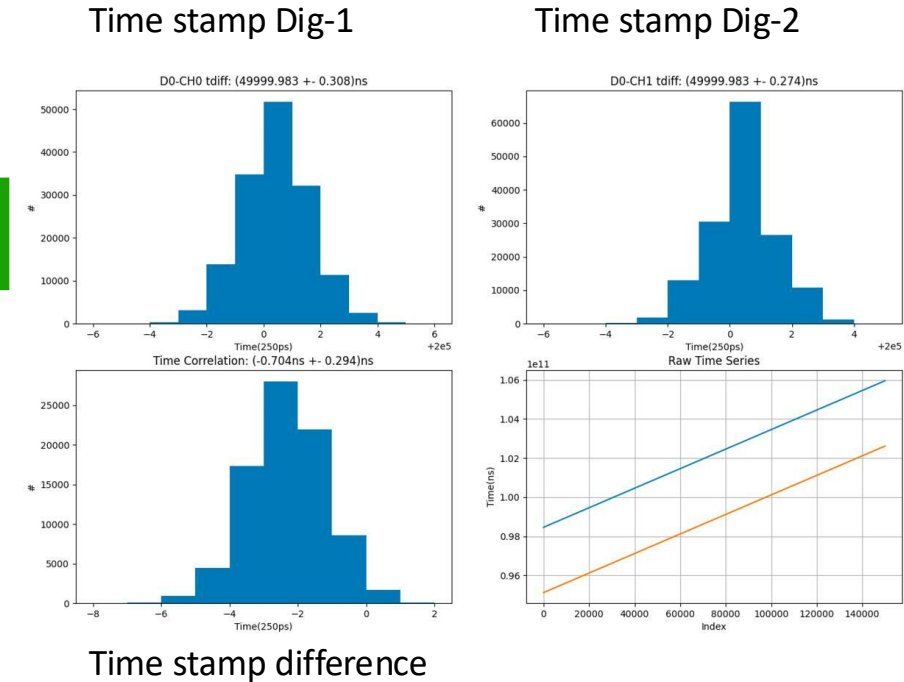 Time stamp Dig-1
Time stamp Dig-2
D0-CH0 tdiff: (49999.983 +- 0.308)ns
50000
40000
30000
20000
10000
0
#
−6 −4 −2 0 2 4 6
Time(250ps)
+2e5
D0-CH1 tdiff: (49999.983 +- 0.274)ns
60000
50000
40000
30000
20000
10000
0
#
−6 −4 −2 0 2 4 6
Time(250ps)
+2e5
Time Correlation: (-0.704ns +- 0.294)ns
25000
20000
15000
10000
5000
0
#
−8 −6 −4 −2 0 2
Time(250ps)
Raw Time Series
1e11
1.06
1.04
1.02
1.00
0.98
0.96
Time(ns)
0 20000 40000 60000 80000 100000 120000 140000
Index
Time stamp difference